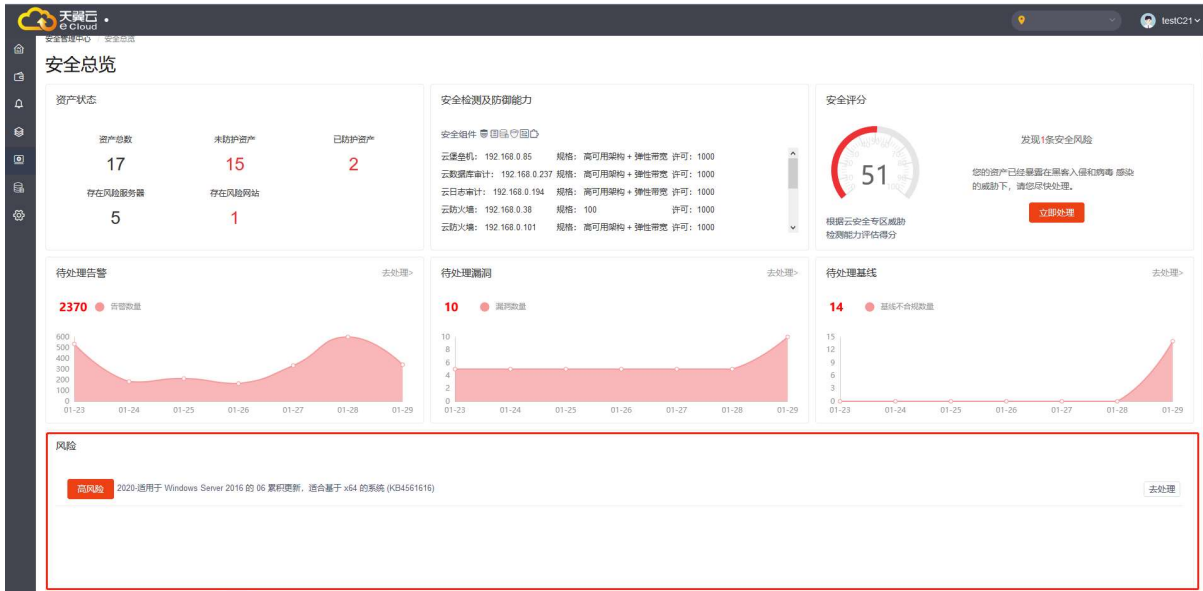 天翼云
e Cloud
testC21
安全管理中心 安全总览
安全总览
资产状态
资产总数 未防护资产 已防护资产
17 15 2
存在风险服务器 存在风险网站
5 1
安全检测及防御能力
安全组件
云堡垒机: 192.168.0.85 规格: 高可用架构 + 弹性带宽 许可: 1000
云数据库审计: 192.168.0.237 规格: 高可用架构 + 弹性带宽 许可: 1000
云日志审计: 192.168.0.194 规格: 高可用架构 + 弹性带宽 许可: 1000
云防火墙: 192.168.0.38 规格: 100 许可: 1000
云防火墙: 192.168.0.101 规格: 高可用架构 + 弹性带宽 许可: 1000
安全评分
51
根据云安全专区威胁
检测能力评估得分
发现1条安全风险
您的资产已经暴露在黑客入侵和病毒 感染
的威胁下，请您尽快处理。
立即处理
待处理告警 去处理>
2370 告警数量
600
500
400
300
200
100
0
01-23 01-24 01-25 01-26 01-27 01-28 01-29
待处理漏洞 去处理>
10 漏洞数量
10
8
6
4
2
0
01-23 01-24 01-25 01-26 01-27 01-28 01-29
待处理基线 去处理>
14 基线不合规数量
15
12
9
6
3
0
01-23 01-24 01-25 01-26 01-27 01-28 01-29
风险
高风险 2020-适用于 Windows Server 2016 的 06 累积更新，适合基于 x64 的系统 (KB4561616) 去处理